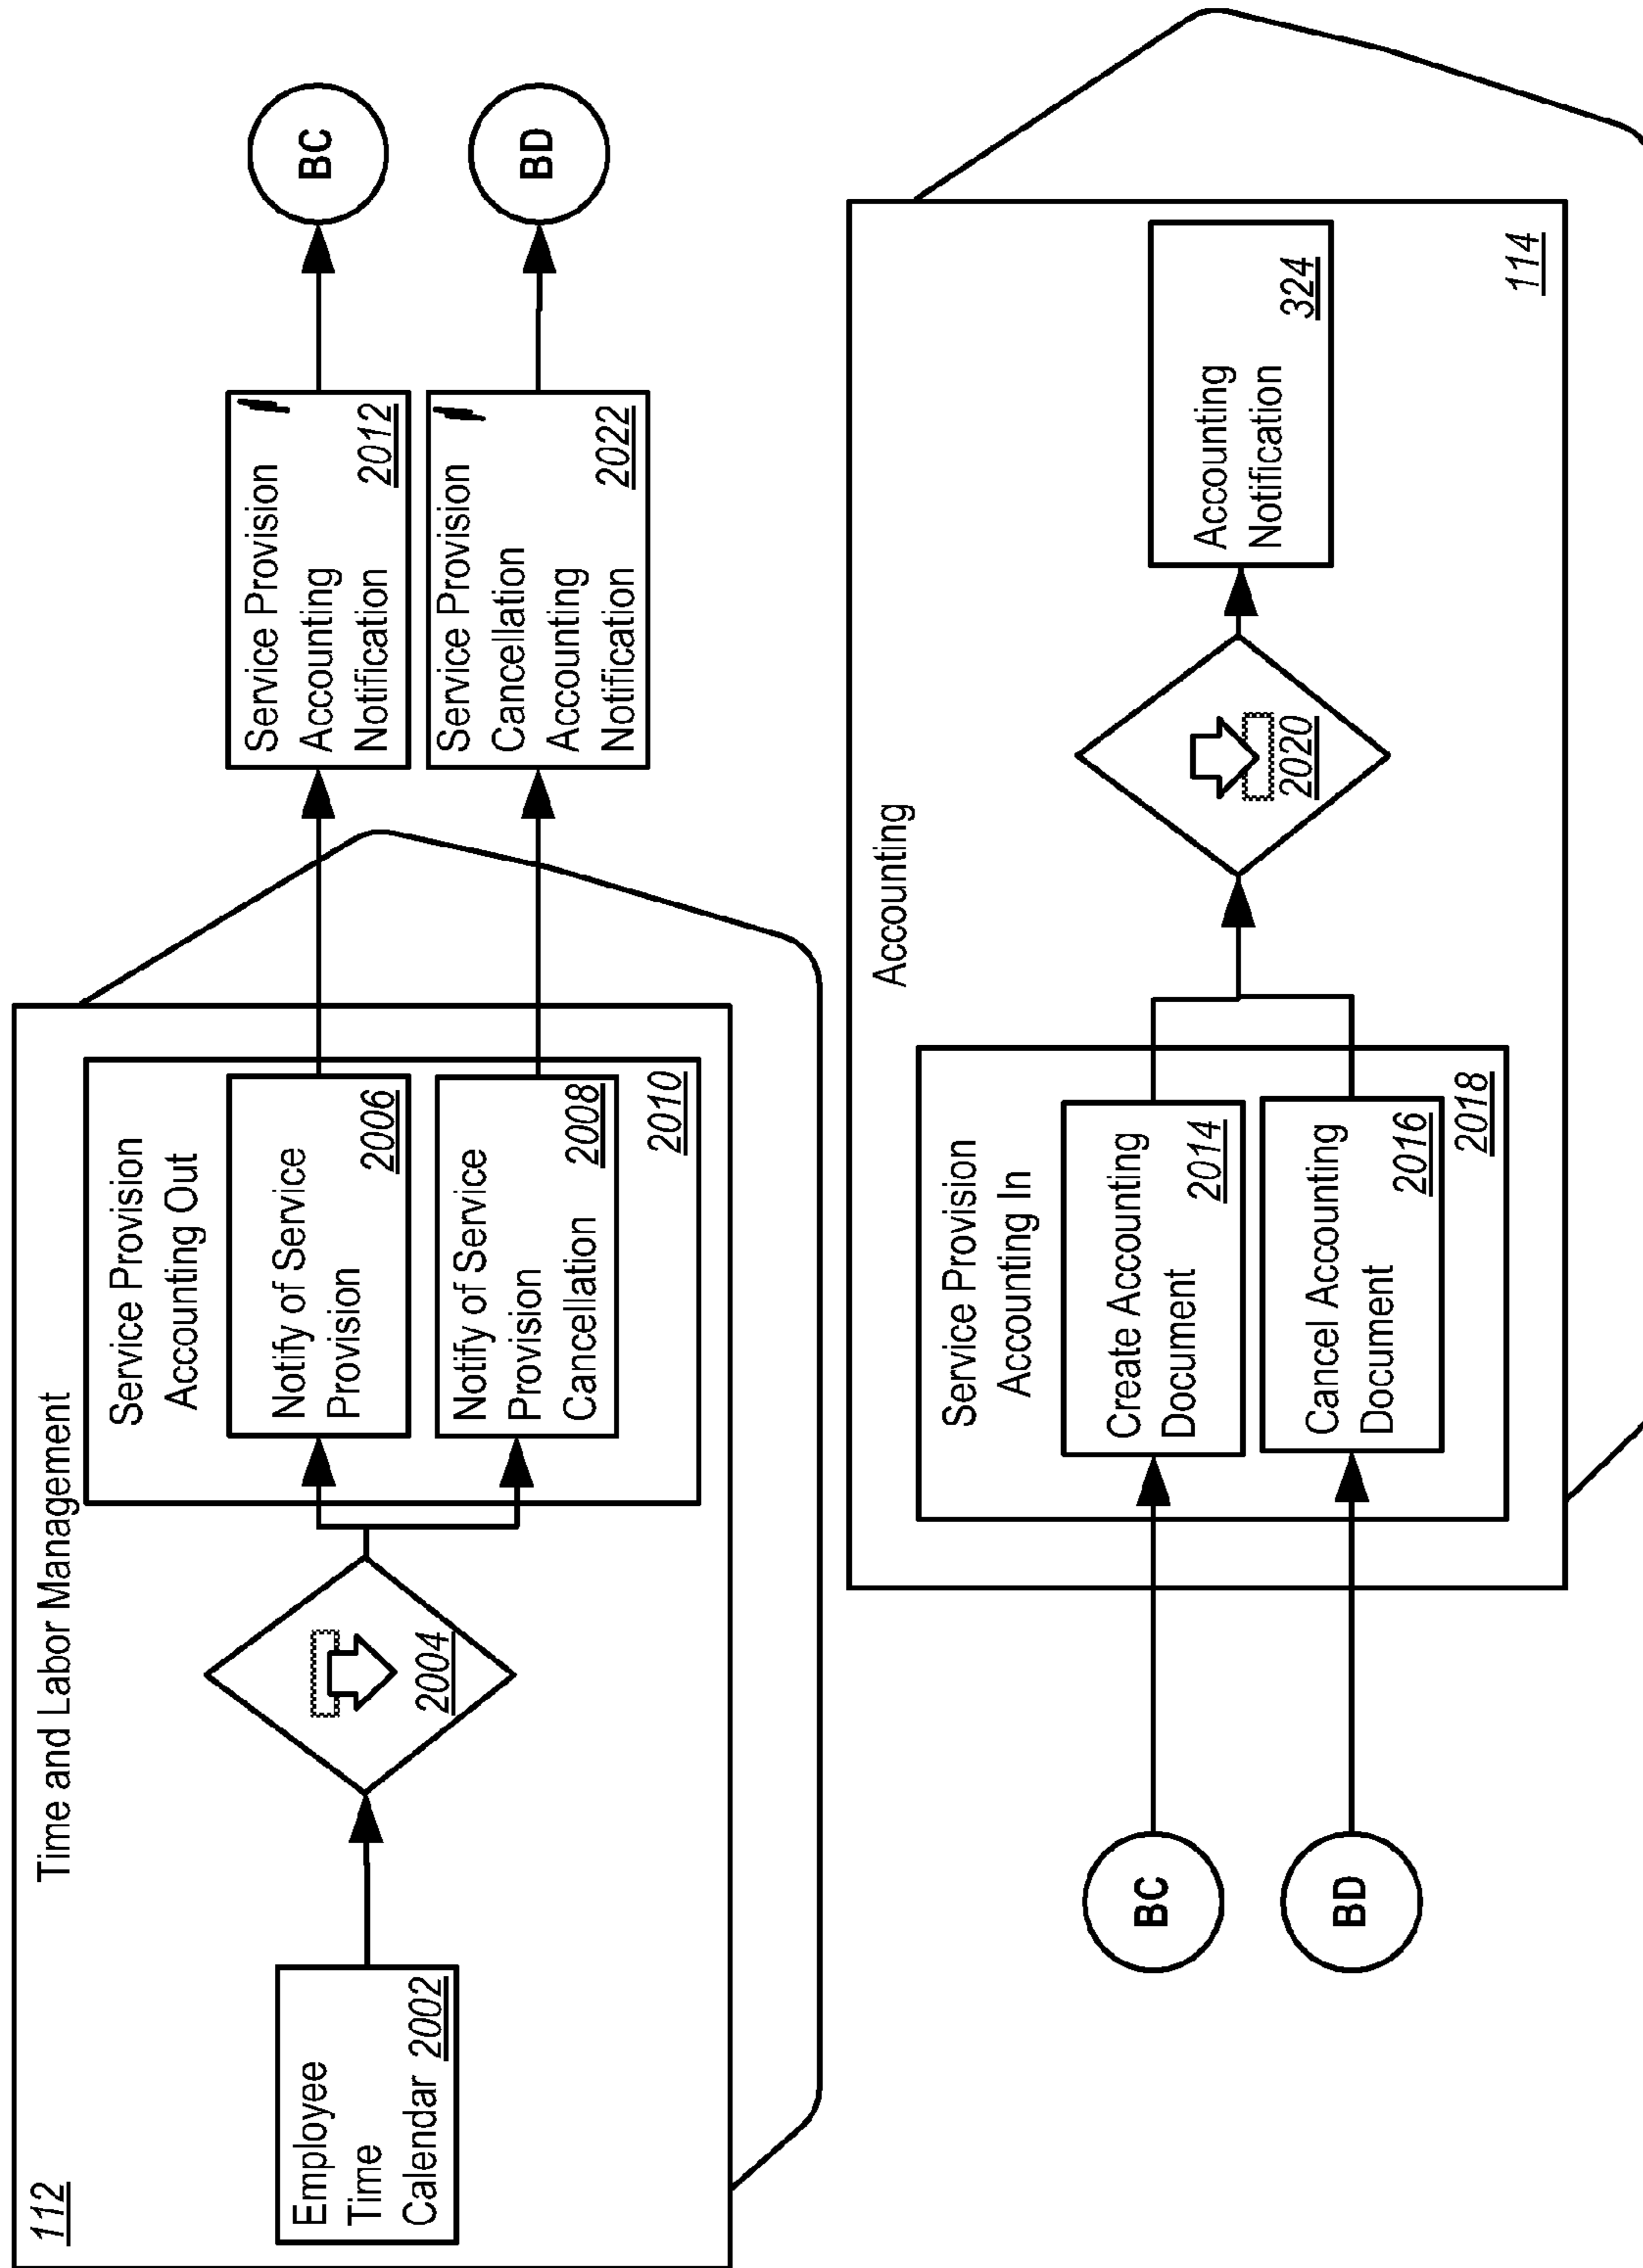 112
Time and Labor Management
Employee
Time
Calendar 2002
2004
Service Provision
Accounting Out
Notify of Service
Provision
2006
Notify of Service
Provision
Cancellation
2008
2010
Service Provision
Accounting
Notification
2012
Service Provision
Cancellation
Accounting
Notification
2022
BC
BD
Accounting
BC
BD
Service Provision
Accounting In
Create Accounting
Document
2014
Cancel Accounting
Document
2016
2018
2020
Accounting
Notification
324
114